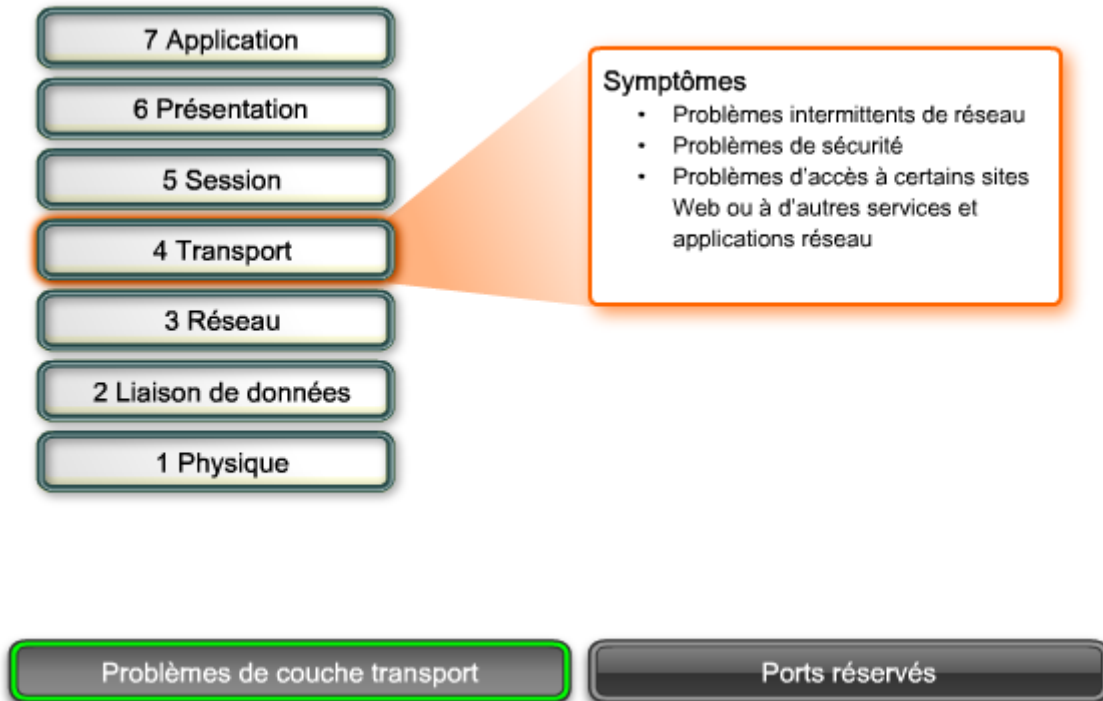 7 Application
6 Présentation
5 Session
4 Transport
3 Réseau
2 Liaison de données
1 Physique
Symptômes
• Problèmes intermittents de réseau
• Problèmes de sécurité
• Problèmes d'accès à certains sites
Web ou à d'autres services et
applications réseau
Problèmes de couche transport
Ports réservés